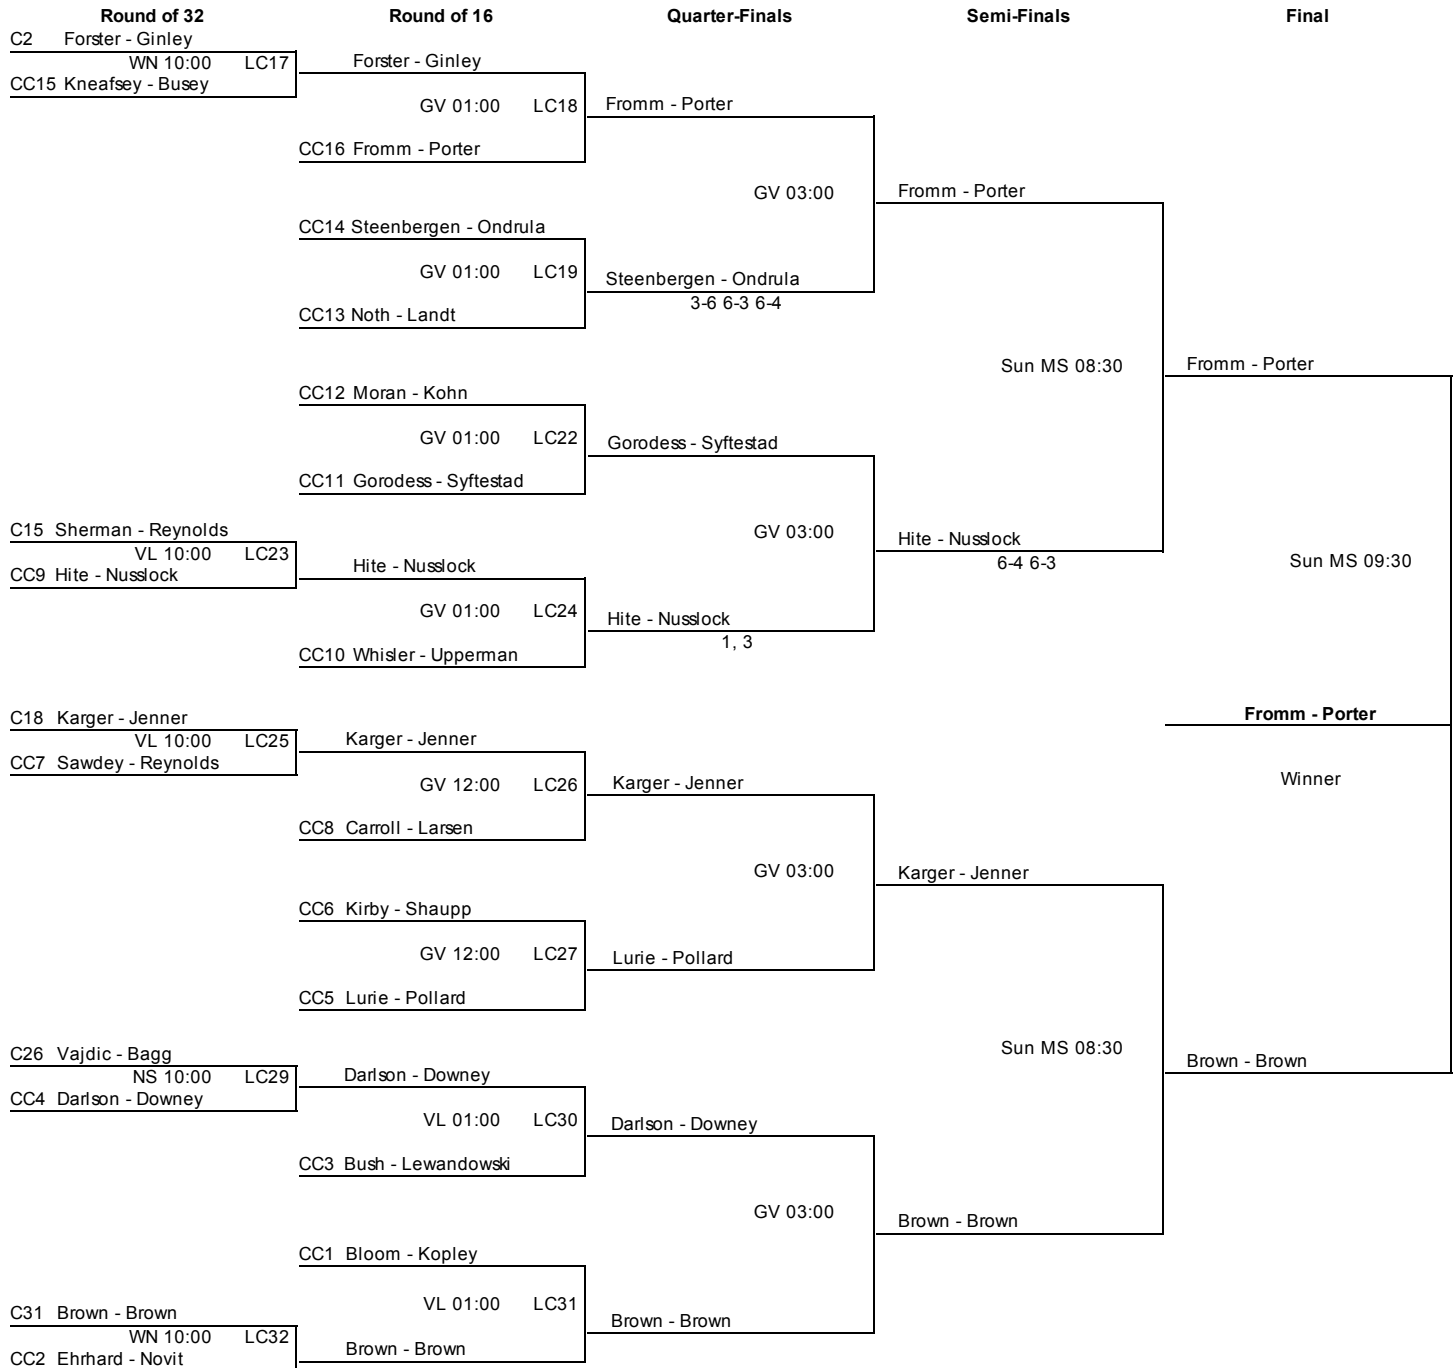 Round of 32 Round of 16 Quarter-Finals Semi-Finals Final
C2 Forster - Ginley
WN 10:00 LC17
CC15 Kneafsey - Busey
Forster - Ginley
GV 01:00 LC18
CC16 Fromm - Porter
Fromm - Porter
GV 03:00
Fromm - Porter
CC14 Steenbergen - Ondrula
GV 01:00 LC19
CC13 Noth - Landt
Steenbergen - Ondrula
3-6 6-3 6-4
Sun MS 08:30
Fromm - Porter
CC12 Moran - Kohn
GV 01:00 LC22
CC11 Gorodess - Syftestad
Gorodess - Syftestad
GV 03:00
Hite - Nusslock
6-4 6-3
Sun MS 09:30
C15 Sherman - Reynolds
VL 10:00 LC23
CC9 Hite - Nusslock
Hite - Nusslock
GV 01:00 LC24
CC10 Whisler - Upperman
Hite - Nusslock
1, 3
Fromm - Porter
Winner
C18 Karger - Jenner
VL 10:00 LC25
CC7 Sawdey - Reynolds
Karger - Jenner
GV 12:00 LC26
CC8 Carroll - Larsen
Karger - Jenner
GV 03:00
Karger - Jenner
CC6 Kirby - Shaupp
GV 12:00 LC27
CC5 Lurie - Pollard
Lurie - Pollard
Sun MS 08:30
Brown - Brown
C26 Vajdic - Bagg
NS 10:00 LC29
CC4 Darlson - Downey
Darlson - Downey
VL 01:00 LC30
CC3 Bush - Lewandowski
Darlson - Downey
GV 03:00
Brown - Brown
CC1 Bloom - Kopley
VL 01:00 LC31
Brown - Brown
C31 Brown - Brown
WN 10:00 LC32
CC2 Ehrhard - Novit
Brown - Brown